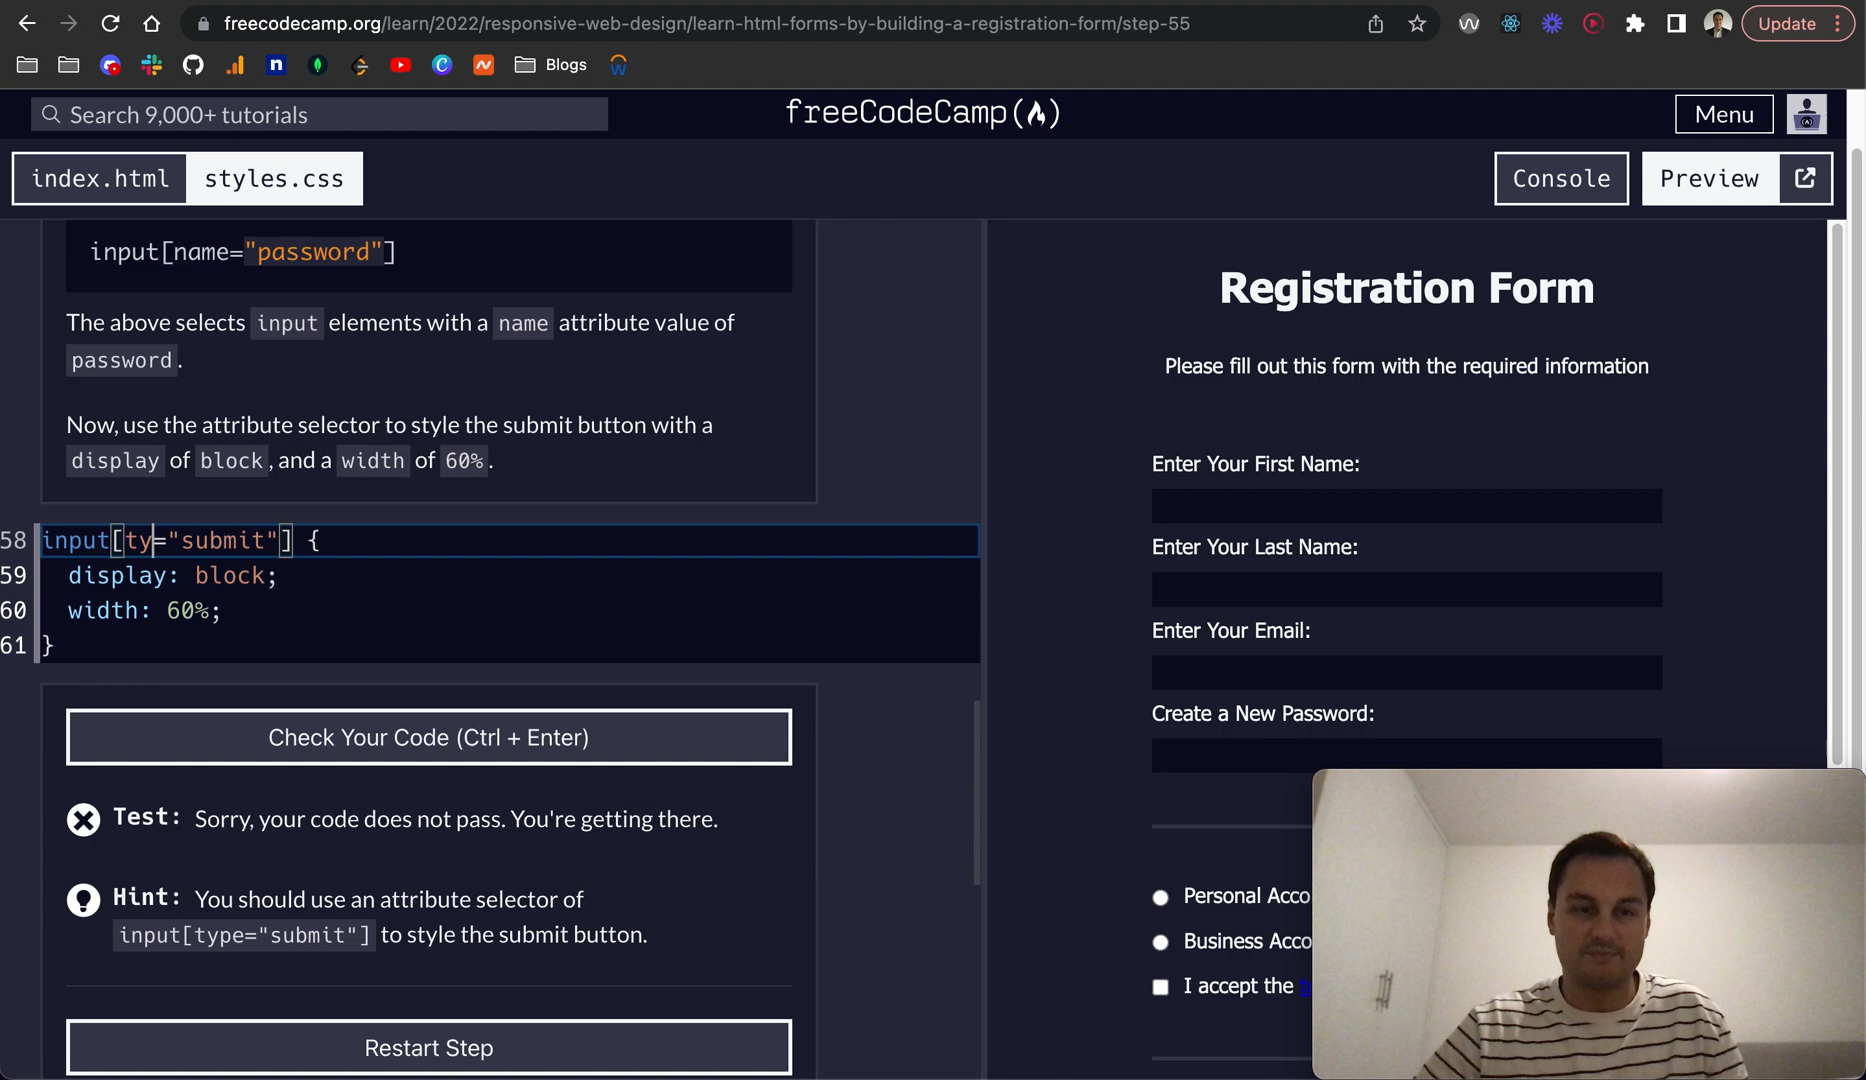 freecodecamp.org/learn/2022/responsive-web-design/learn-html-forms-by-building-a-registration-form/step-55
Update
Blogs
Search 9,000+ tutorials
freeCodeCamp
Menu
index.html
styles.css
Console
Preview
input[name="password"]
The above selects input elements with a name attribute value of
password.
Now, use the attribute selector to style the submit button with a
display of block, and a width of 60%.
58 input[ty="submit"] {
59 display: block;
60 width: 60%;
61 }
Check Your Code (Ctrl + Enter)
Test: Sorry, your code does not pass. You're getting there.
Hint: You should use an attribute selector of
input[type="submit"] to style the submit button.
Restart Step
Registration Form
Please fill out this form with the required information
Enter Your First Name:
Enter Your Last Name:
Enter Your Email:
Create a New Password:
Personal Acco
Business Acco
I accept the